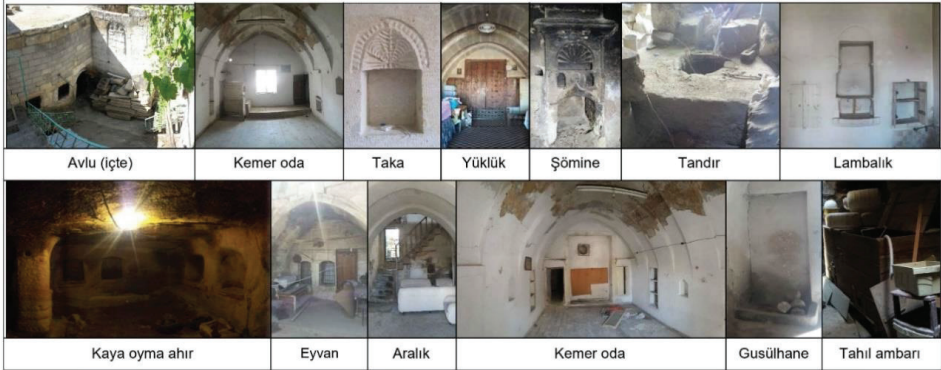 Avlu (içte) Kemer oda Taka Yüklük Şömine Tandır Lambalık
Kaya oyma ahır Eyvan Aralık Kemer oda Gusülhane Tahıl ambarı